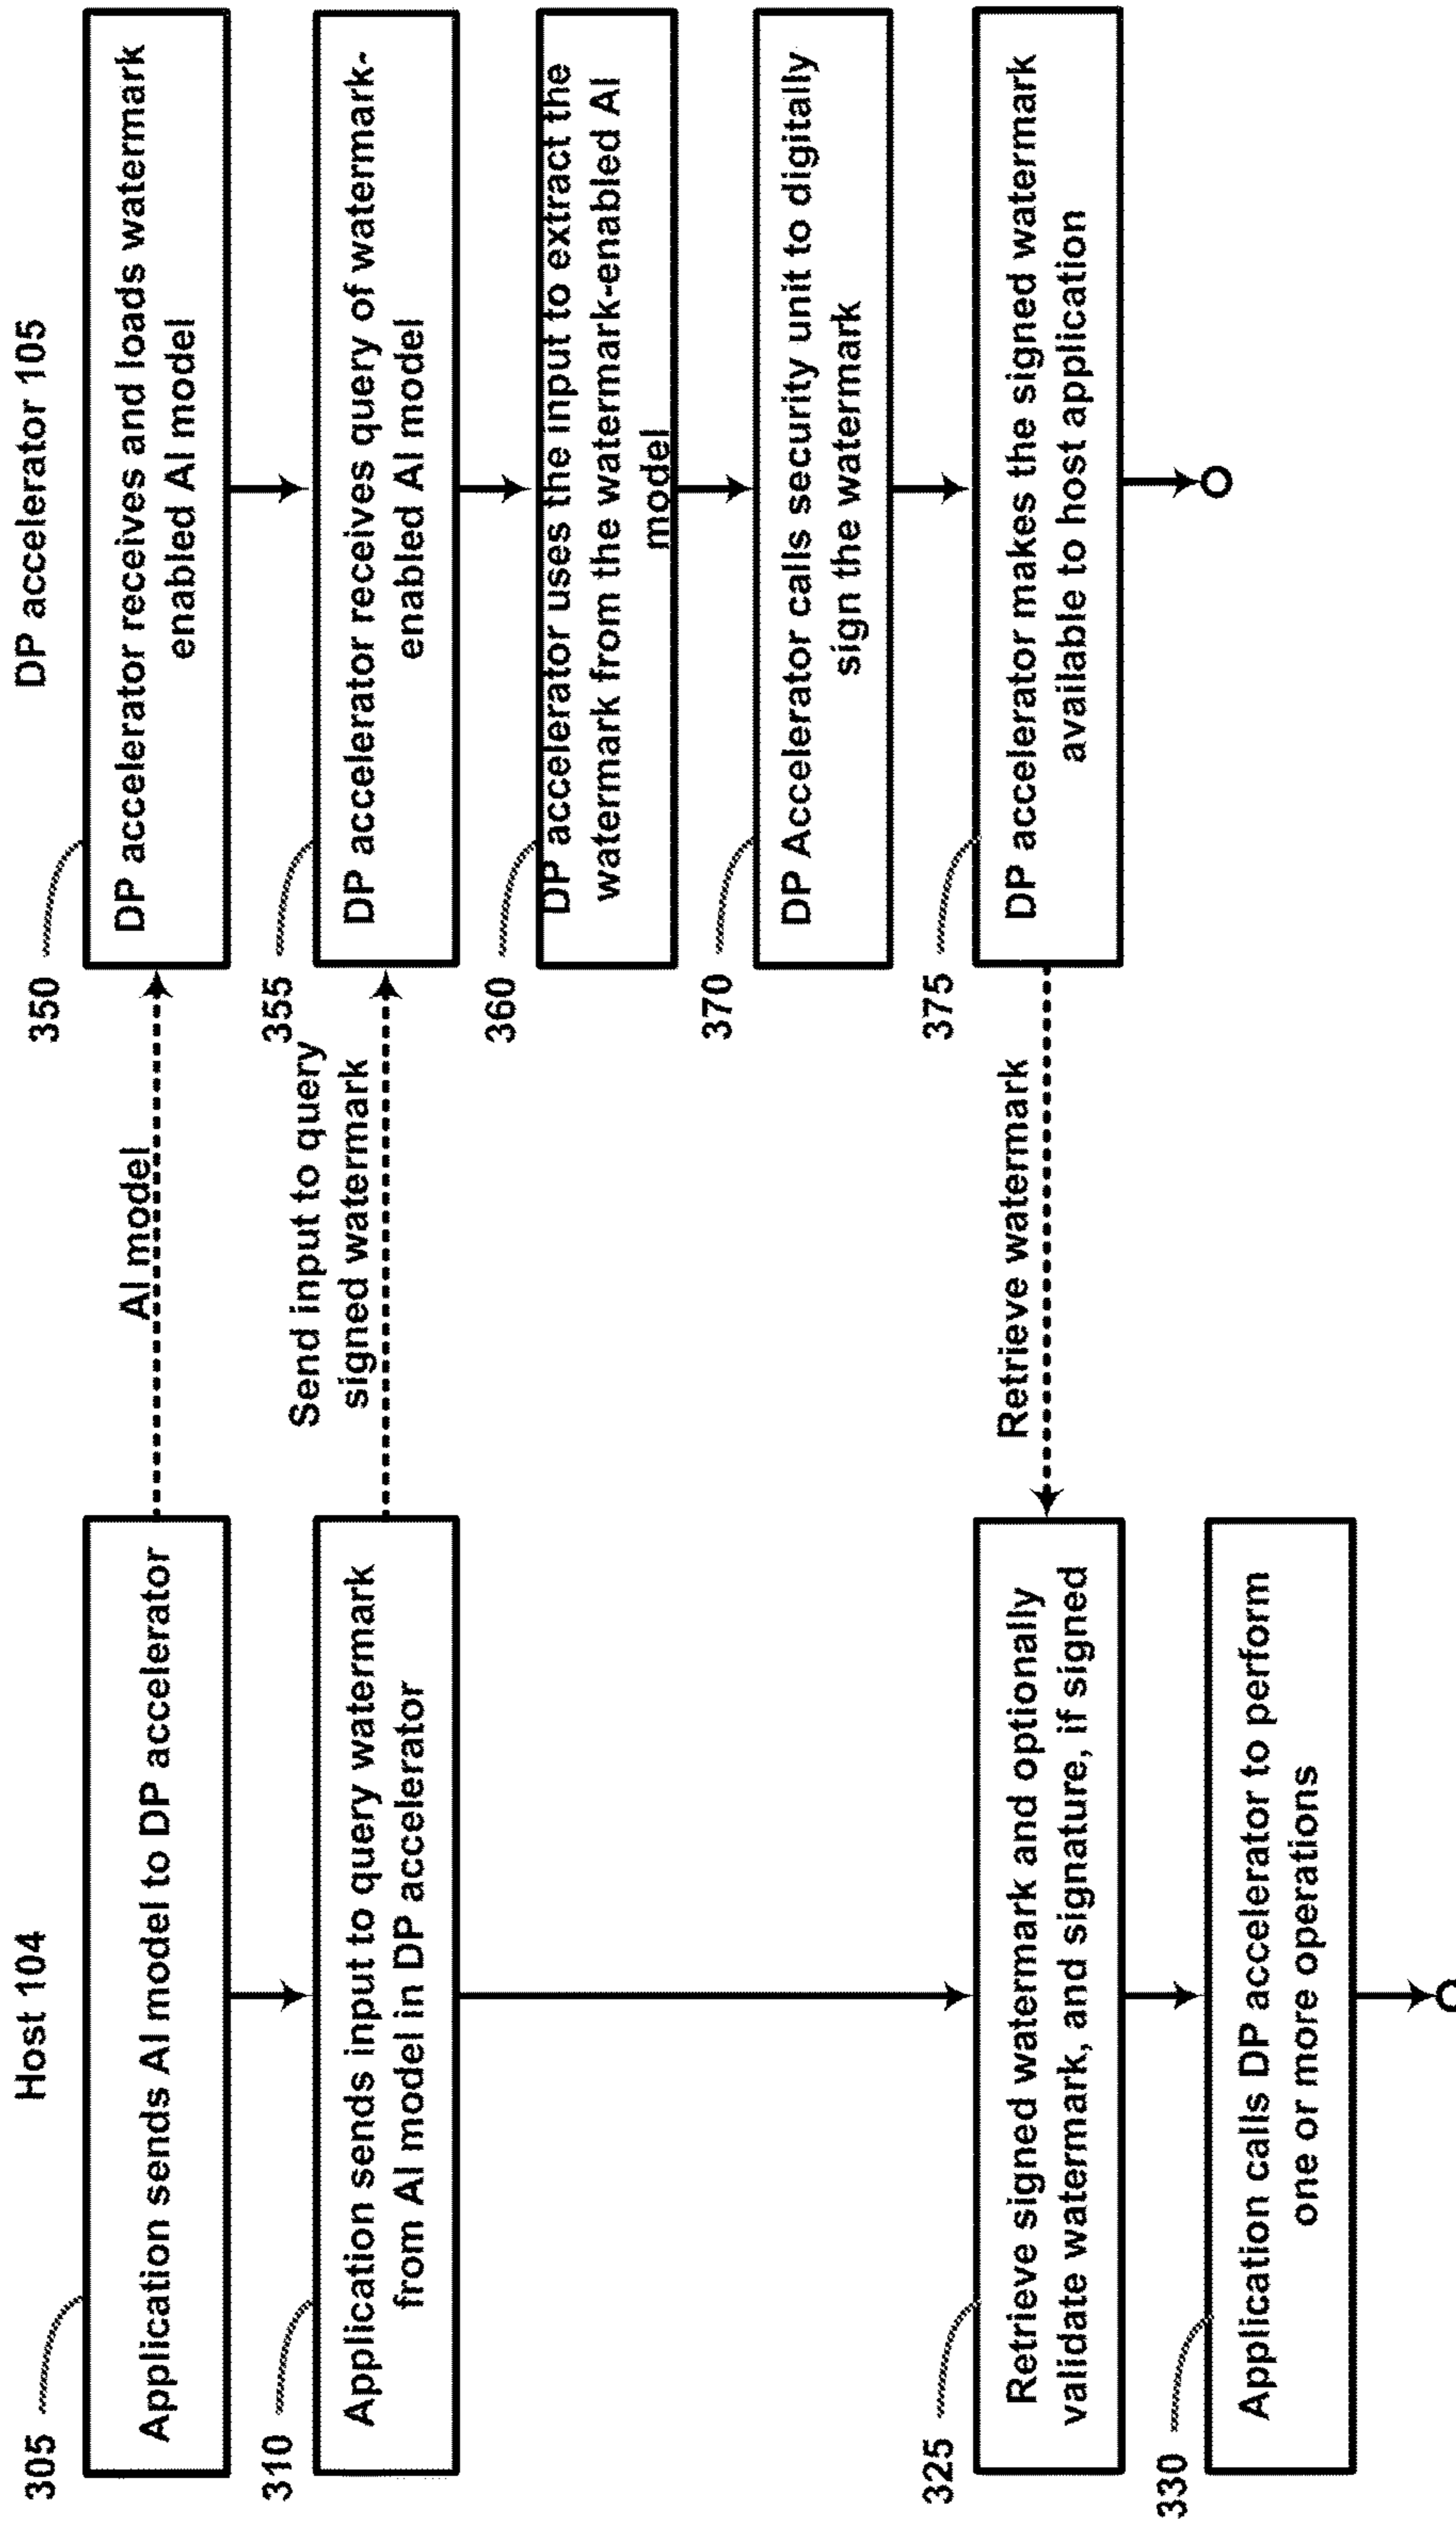 Host 104
305
Application sends AI model to DP accelerator
310
Application sends input to query watermark
from AI model in DP accelerator
325
Retrieve signed watermark and optionally
validate watermark, and signature, if signed
330
Application calls DP accelerator to perform
one or more operations
AI model
Send input to query
signed watermark
Retrieve watermark
DP accelerator 105
350
DP accelerator receives and loads watermark
enabled AI model
355
DP accelerator receives query of watermark-
enabled AI model
360
DP accelerator uses the input to extract the
watermark from the watermark-enabled AI
model
370
DP Accelerator calls security unit to digitally
sign the watermark
375
DP accelerator makes the signed watermark
available to host application